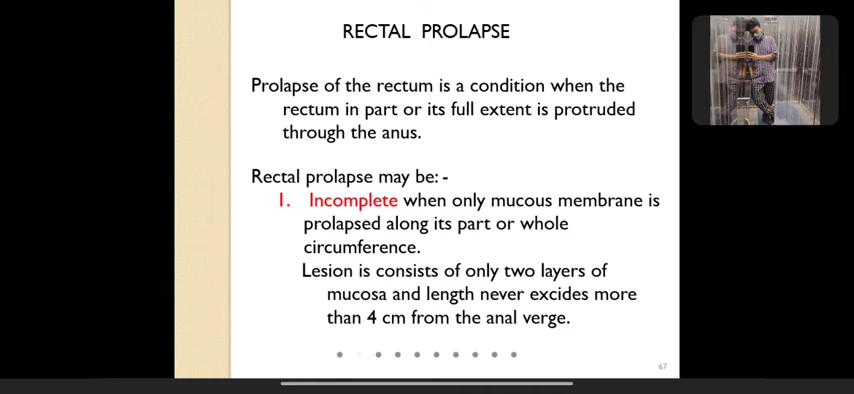 RECTAL PROLAPSE
Prolapse of the rectum is a condition when the
rectum in part or its full extent is protruded
through the anus.
Rectal prolapse may be: -
1. Incomplete when only mucous membrane is
prolapsed along its part or whole
circumference.
Lesion is consists of only two layers of
mucosa and length never excides more
than 4 cm from the anal verge.
67